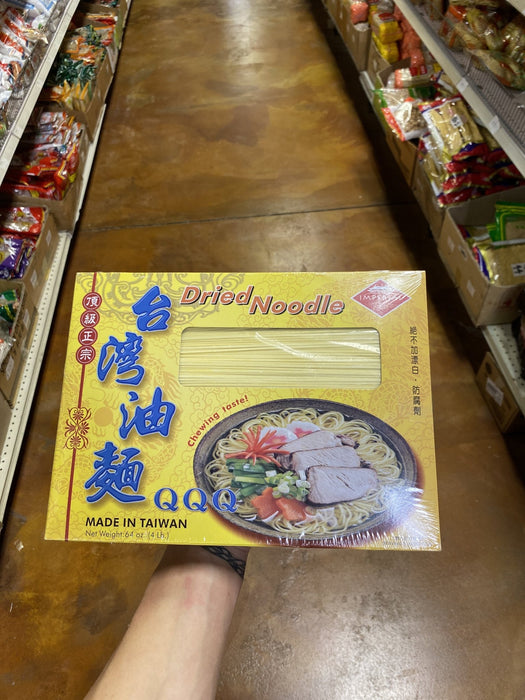 Dried Noodle
IMPERIAL
頂級正宗
台灣油麵
絕不加漂白、防腐劑
Chewing taste!
QQQ
MADE IN TAIWAN
Net Weight:64 oz. (4 Lb.)